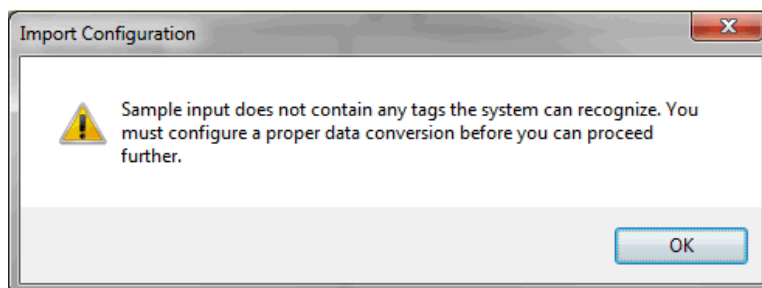 Import Configuration
Sample input does not contain any tags the system can recognize. You
must configure a proper data conversion before you can proceed
further.
OK